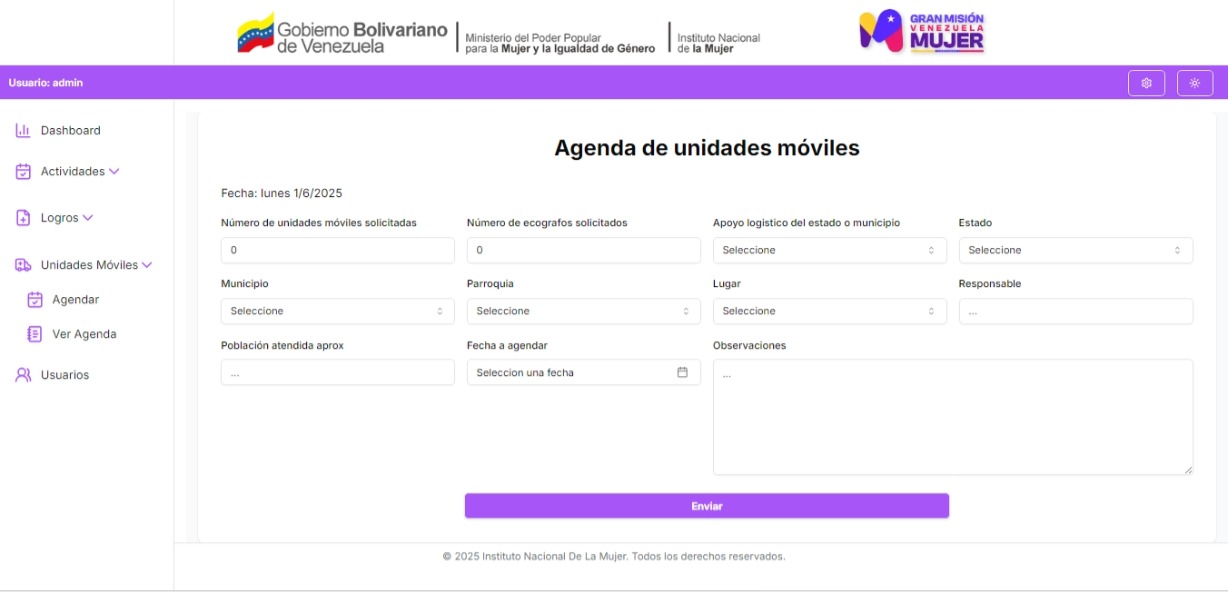 Gobierno Bolivariano
de Venezuela
Ministerio del Poder Popular
para la Mujer y la Igualdad de Género
Instituto Nacional
de la Mujer
GRAN MISIÓN
VENEZUELA
MUJER
Usuario: admin
Dashboard
Actividades
Logros
Unidades Móviles
Agendar
Ver Agenda
Usuarios
Agenda de unidades móviles
Fecha: lunes 1/6/2025
Número de unidades móviles solicitadas
0
Número de ecografos solicitados
0
Apoyo logistico del estado o municipio
Seleccione
Estado
Seleccione
Municipio
Seleccione
Parroquia
Seleccione
Lugar
Seleccione
Responsable
...
Población atendida aprox
...
Fecha a agendar
Seleccion una fecha
Observaciones
...
Enviar
© 2025 Instituto Nacional De La Mujer. Todos los derechos reservados.